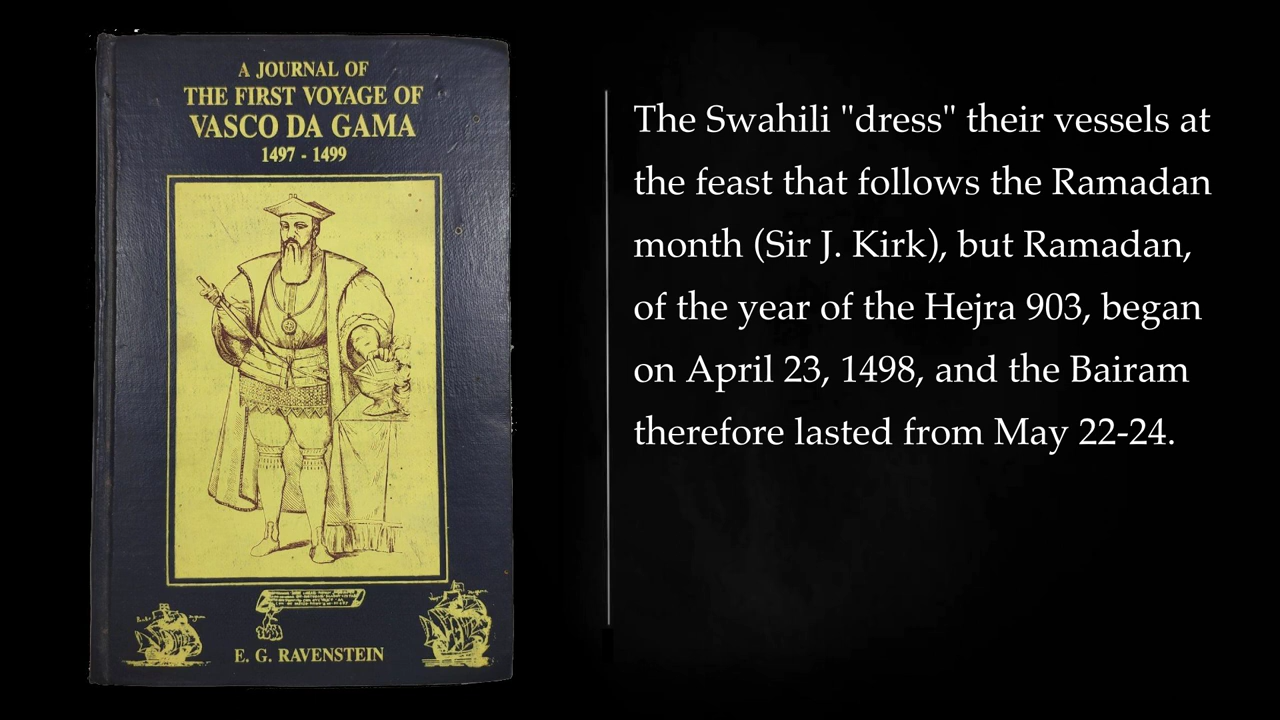 A JOURNAL OF
THE FIRST VOYAGE OF
VASCO DA GAMA
1497 - 1499
E. G. RAVENSTEIN
The Swahili "dress" their vessels at
the feast that follows the Ramadan
month (Sir J. Kirk), but Ramadan,
of the year of the Hejra 903, began
on April 23, 1498, and the Bairam
therefore lasted from May 22-24.